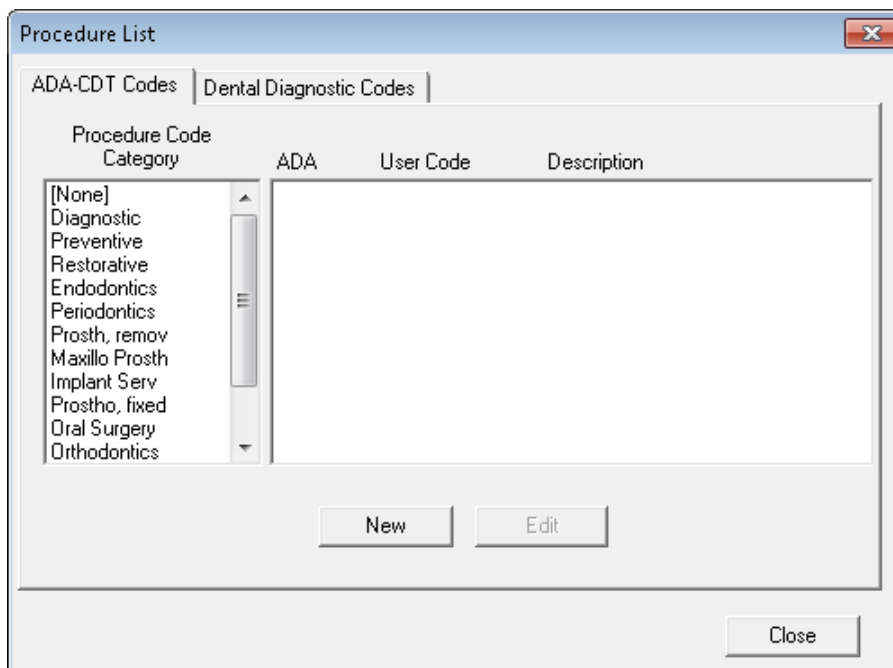 Procedure List
ADA-CDT Codes
Dental Diagnostic Codes
Procedure Code
Category
ADA
User Code
Description
[None]
Diagnostic
Preventive
Restorative
Endodontics
Periodontics
Prosth, remov
Maxillo Prosth
Implant Serv
Prostho, fixed
Oral Surgery
Orthodontics
New
Edit
Close